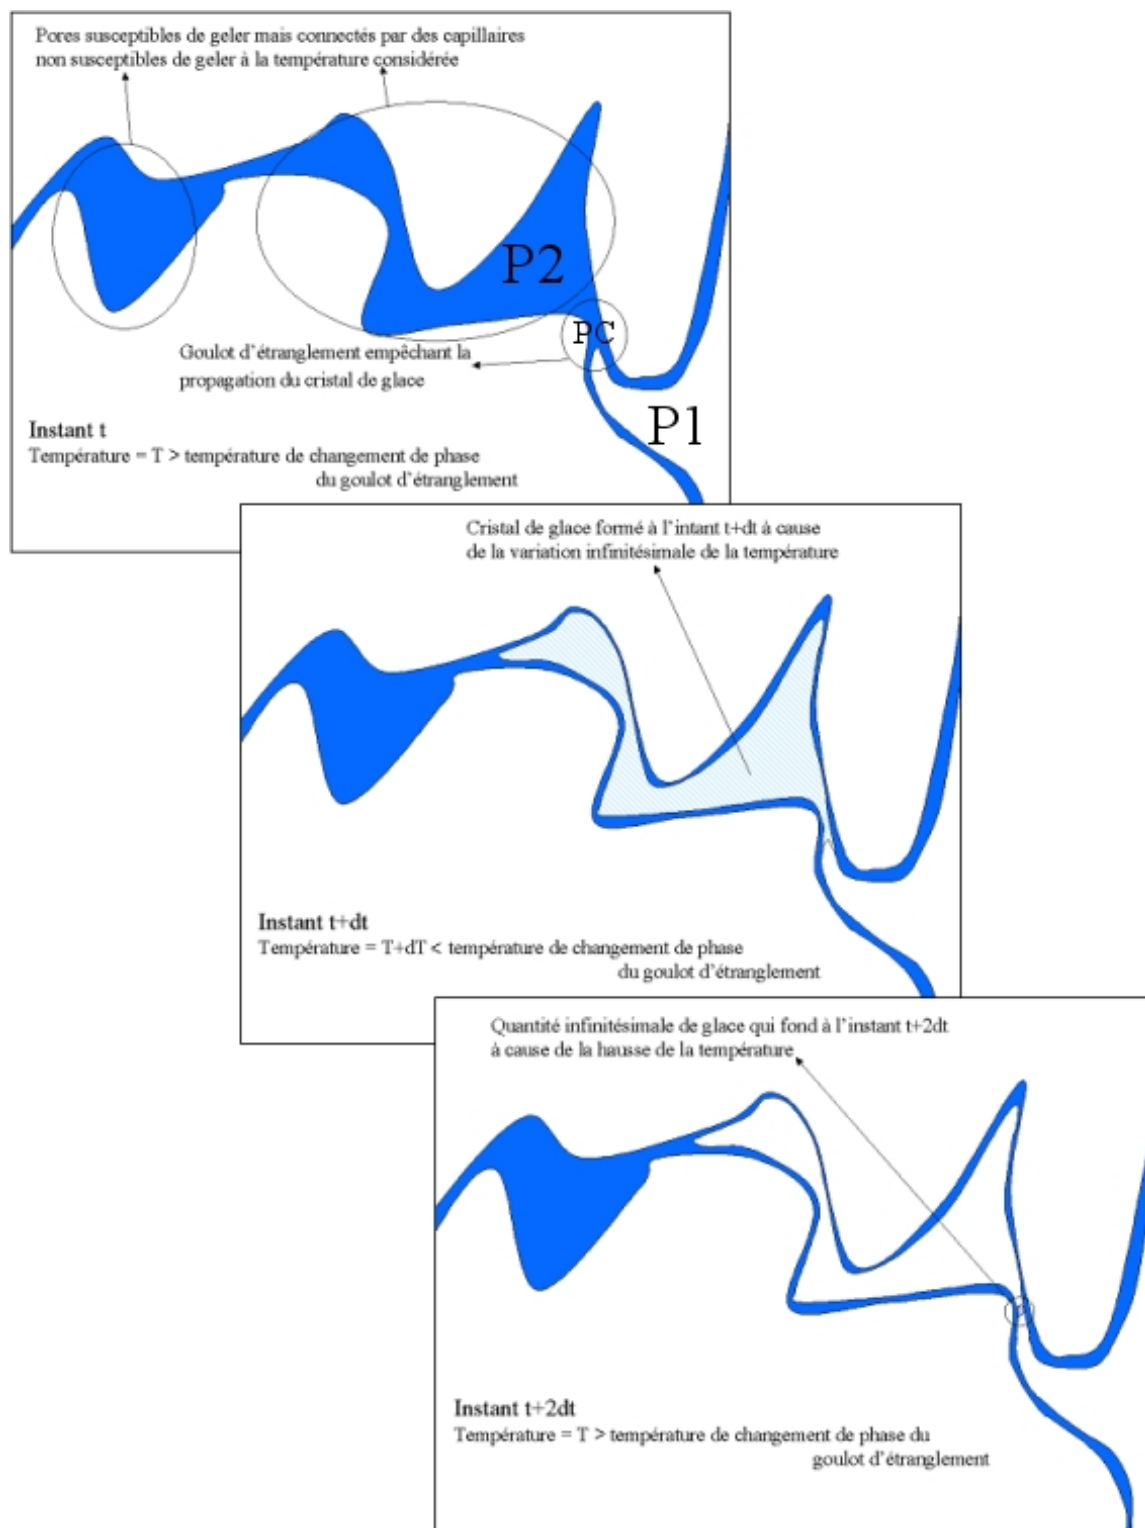 Pores susceptibles de geler mais connectés par des capillaires
non susceptibles de geler à la température considérée
P2
PC
Goulot d'étranglement empêchant la
propagation du cristal de glace
P1
Instant t
Température = T > température de changement de phase
du goulot d'étranglement
Cristal de glace formé à l'intant t+dt à cause
de la variation infinitésimale de la température
Instant t+dt
Température = T+dT < température de changement de phase
du goulot d'étranglement
Quantité infinitésimale de glace qui fond à l'instant t+2dt
à cause de la hausse de la température
Instant t+2dt
Température = T > température de changement de phase du
goulot d'étranglement